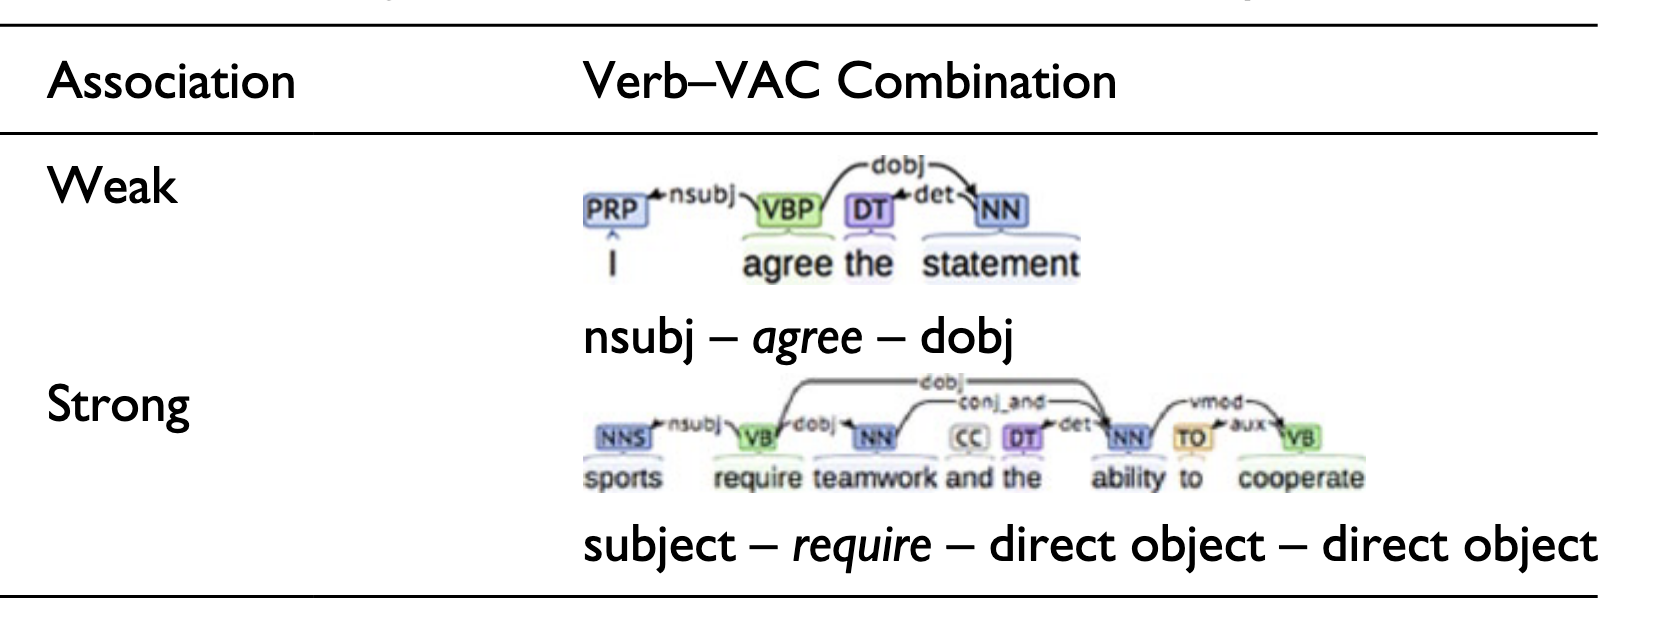 Association Verb–VAC Combination
Weak
dobj
nsubj det
PRP VBP DT NN
I agree the statement
nsubj – agree – dobj
Strong
dobj
conj_and vmod
nsubj dobj det aux
NNS VB NN CC DT NN TO VB
sports require teamwork and the ability to cooperate
subject – require – direct object – direct object